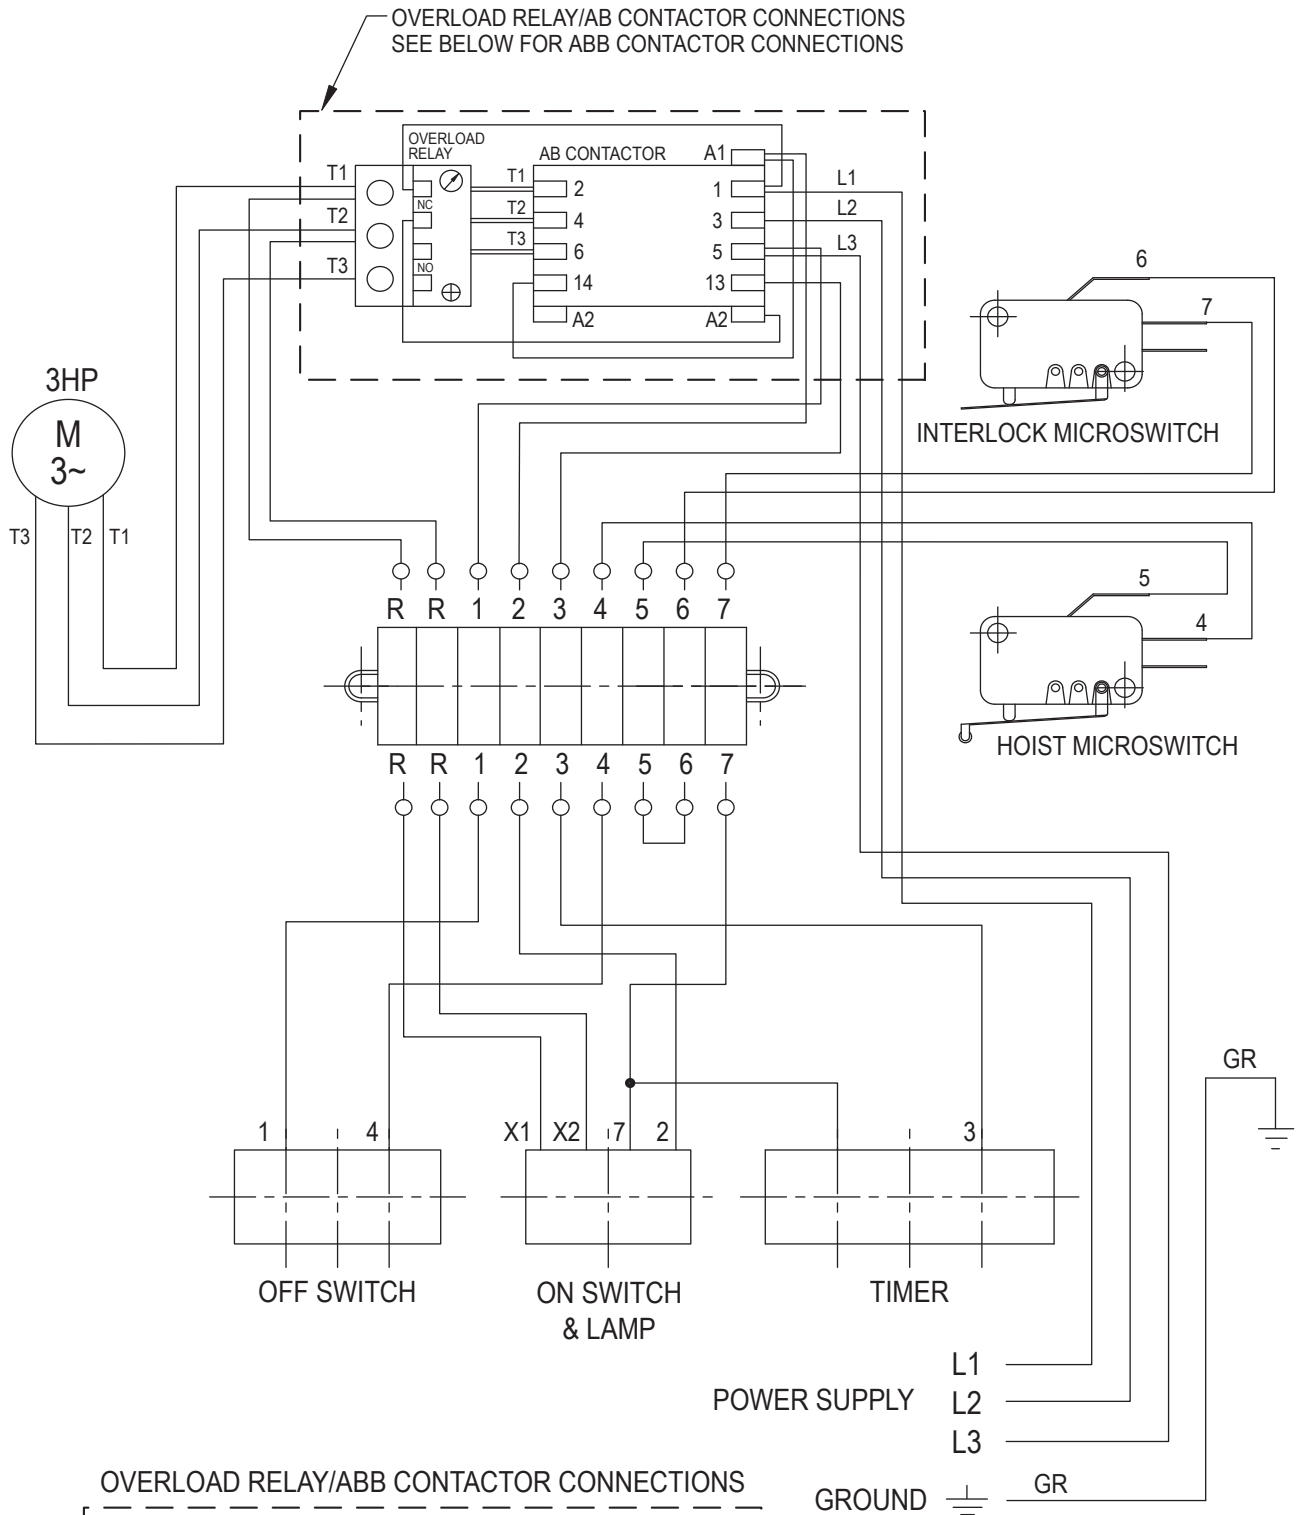 OVERLOAD RELAY/AB CONTACTOR CONNECTIONS
SEE BELOW FOR ABB CONTACTOR CONNECTIONS
OVERLOAD
RELAY
AB CONTACTOR
A1
T1
T1
2
1
L1
NC
T2
T2
4
3
L2
T3
T3
6
5
L3
NO
14
13
A2
A2
6
7
INTERLOCK MICROSWITCH
3HP
M
3~
T3
T2
T1
5
4
HOIST MICROSWITCH
R R 1 2 3 4 5 6 7
R R 1 2 3 4 5 6 7
GR
1
4
X1
X2
7
2
3
OFF SWITCH
ON SWITCH
& LAMP
TIMER
L1
POWER SUPPLY L2
L3
OVERLOAD RELAY/ABB CONTACTOR CONNECTIONS
GROUND
GR